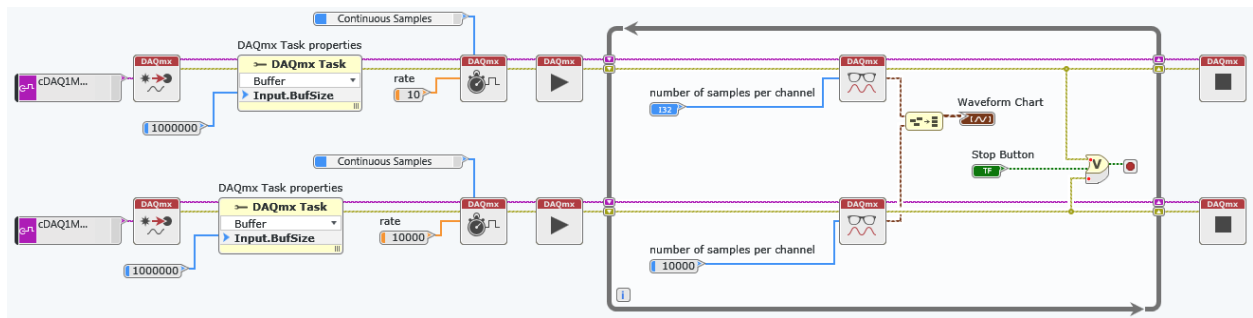 Continuous Samples
DAQmx Task properties
DAQmx
DAQmx Task
Buffer
Input.BufSize
cDAQ1M...
1000000
rate
10
DAQmx
DAQmx
number of samples per channel
I32
DAQmx
Waveform Chart
Stop Button
TF
V
DAQmx
Continuous Samples
DAQmx Task properties
DAQmx
DAQmx Task
Buffer
Input.BufSize
cDAQ1M...
1000000
rate
10000
DAQmx
DAQmx
number of samples per channel
10000
DAQmx
DAQmx
i